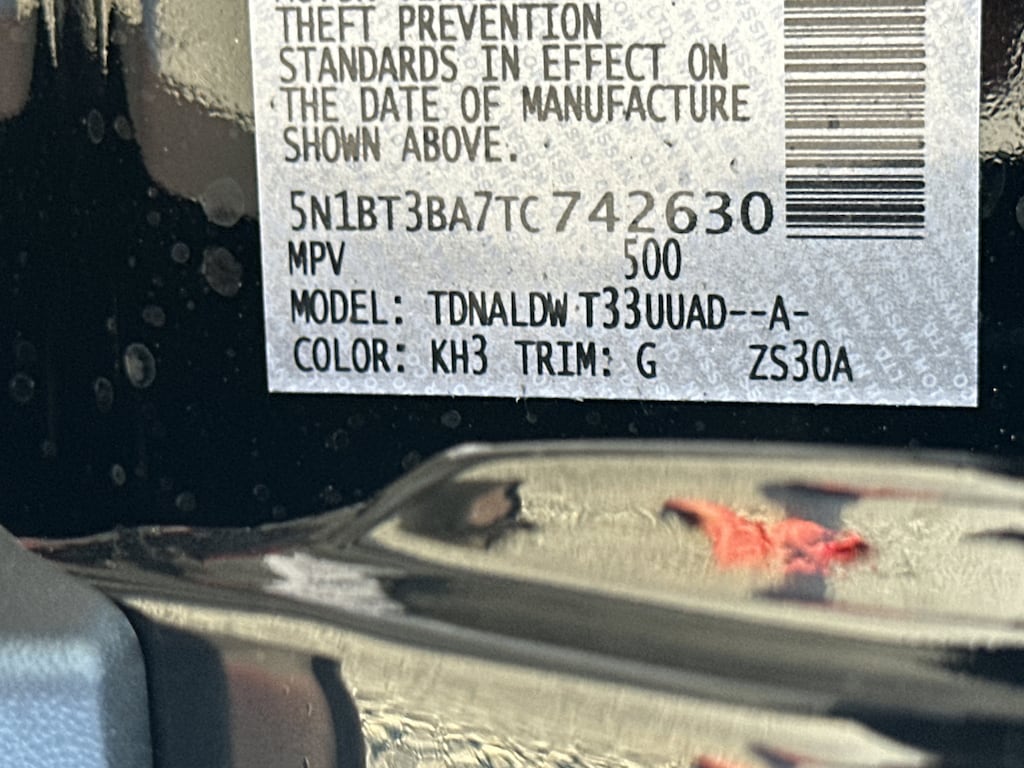 THEFT PREVENTION
STANDARDS IN EFFECT ON
THE DATE OF MANUFACTURE
SHOWN ABOVE.
5N1BT3BA7TC742630
MPV 500
MODEL: TDNALDW T33UUAD--A-
COLOR: KH3 TRIM: G ZS30A